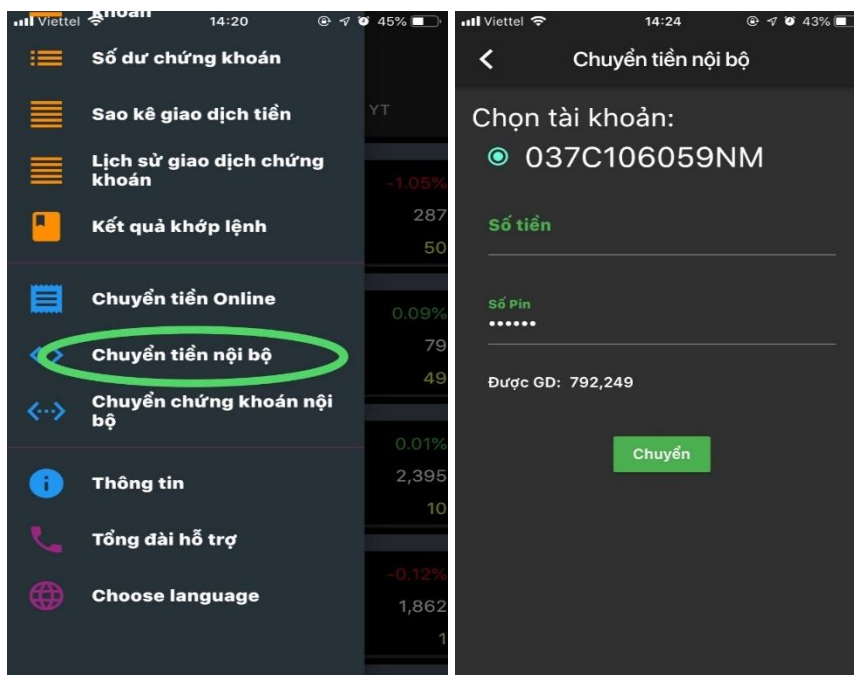 Viettel
14:20
45%
khoán
Số dư chứng khoán
Sao kê giao dịch tiền
YT
Lịch sử giao dịch chứng
khoán
-1.05%
Kết quả khớp lệnh
287
50
Chuyển tiền Online
0.09%
Chuyển tiền nội bộ
79
49
Chuyển chứng khoán nội
bộ
0.01%
Thông tin
2,395
10
Tổng đài hỗ trợ
-0.12%
Choose language
1,862
1
Viettel
14:24
43%
Chuyển tiền nội bộ
Chọn tài khoản:
037C106059NM
Số tiền
Số Pin
••••••
Được GD: 792,249
Chuyển